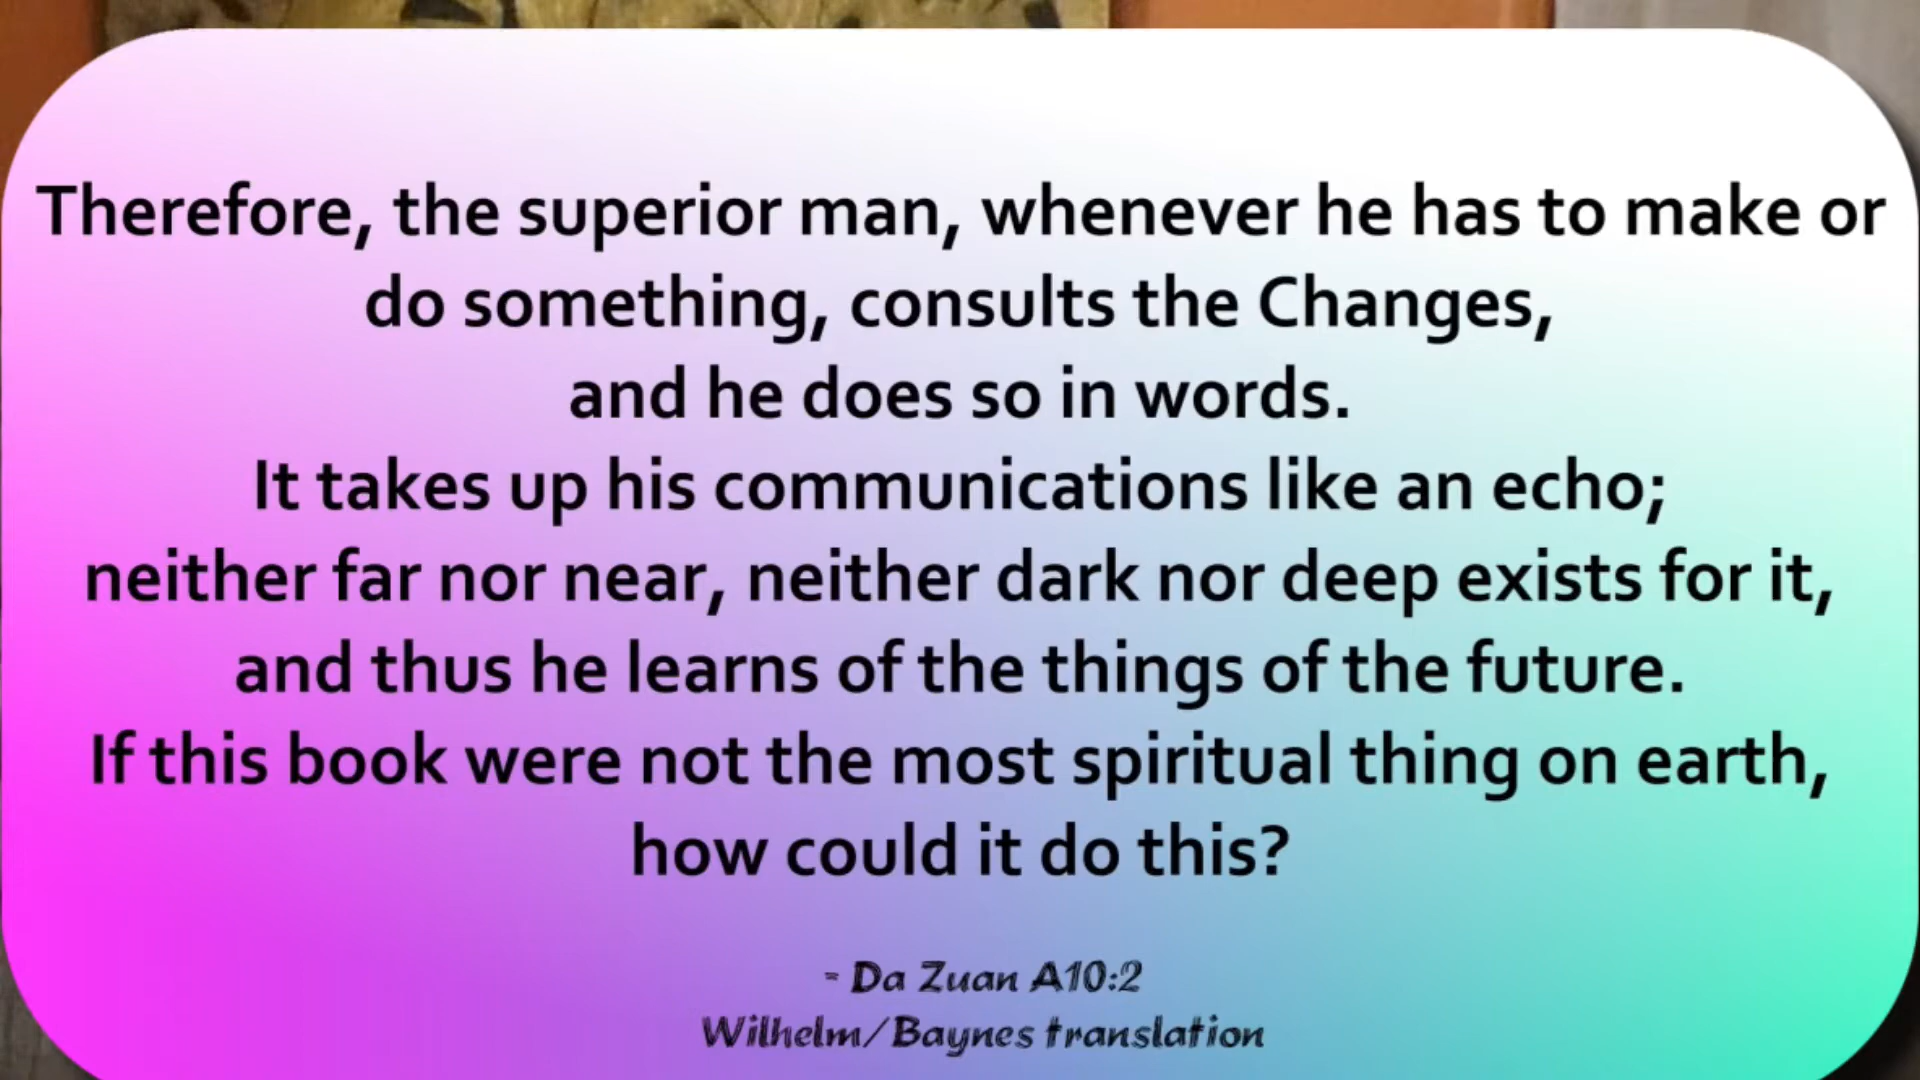 Therefore, the superior man, whenever he has to make or
do something, consults the Changes,
and he does so in words.
It takes up his communications like an echo;
neither far nor near, neither dark nor deep exists for it,
and thus he learns of the things of the future.
If this book were not the most spiritual thing on earth,
how could it do this?
- Da Zuan A10:2
Wilhelm/Baynes translation